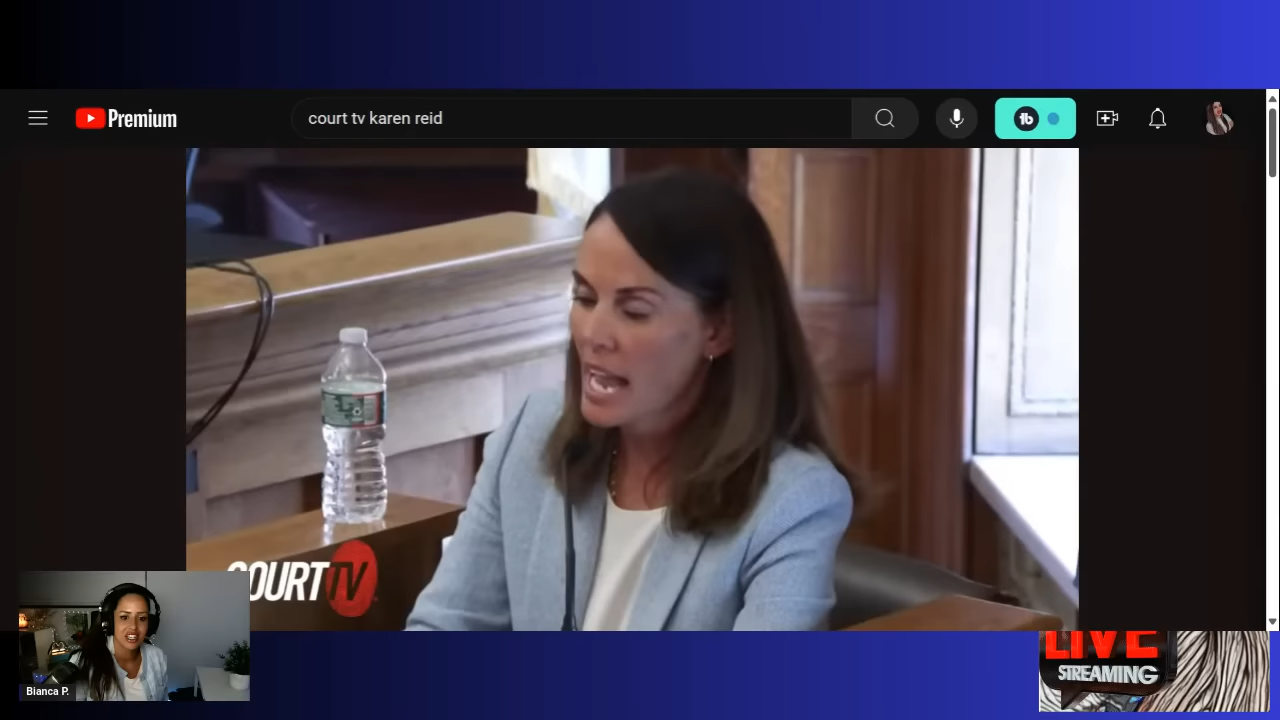 Premium
court tv karen reid
COURT TV
Bianca P.
LIVE
STREAMING